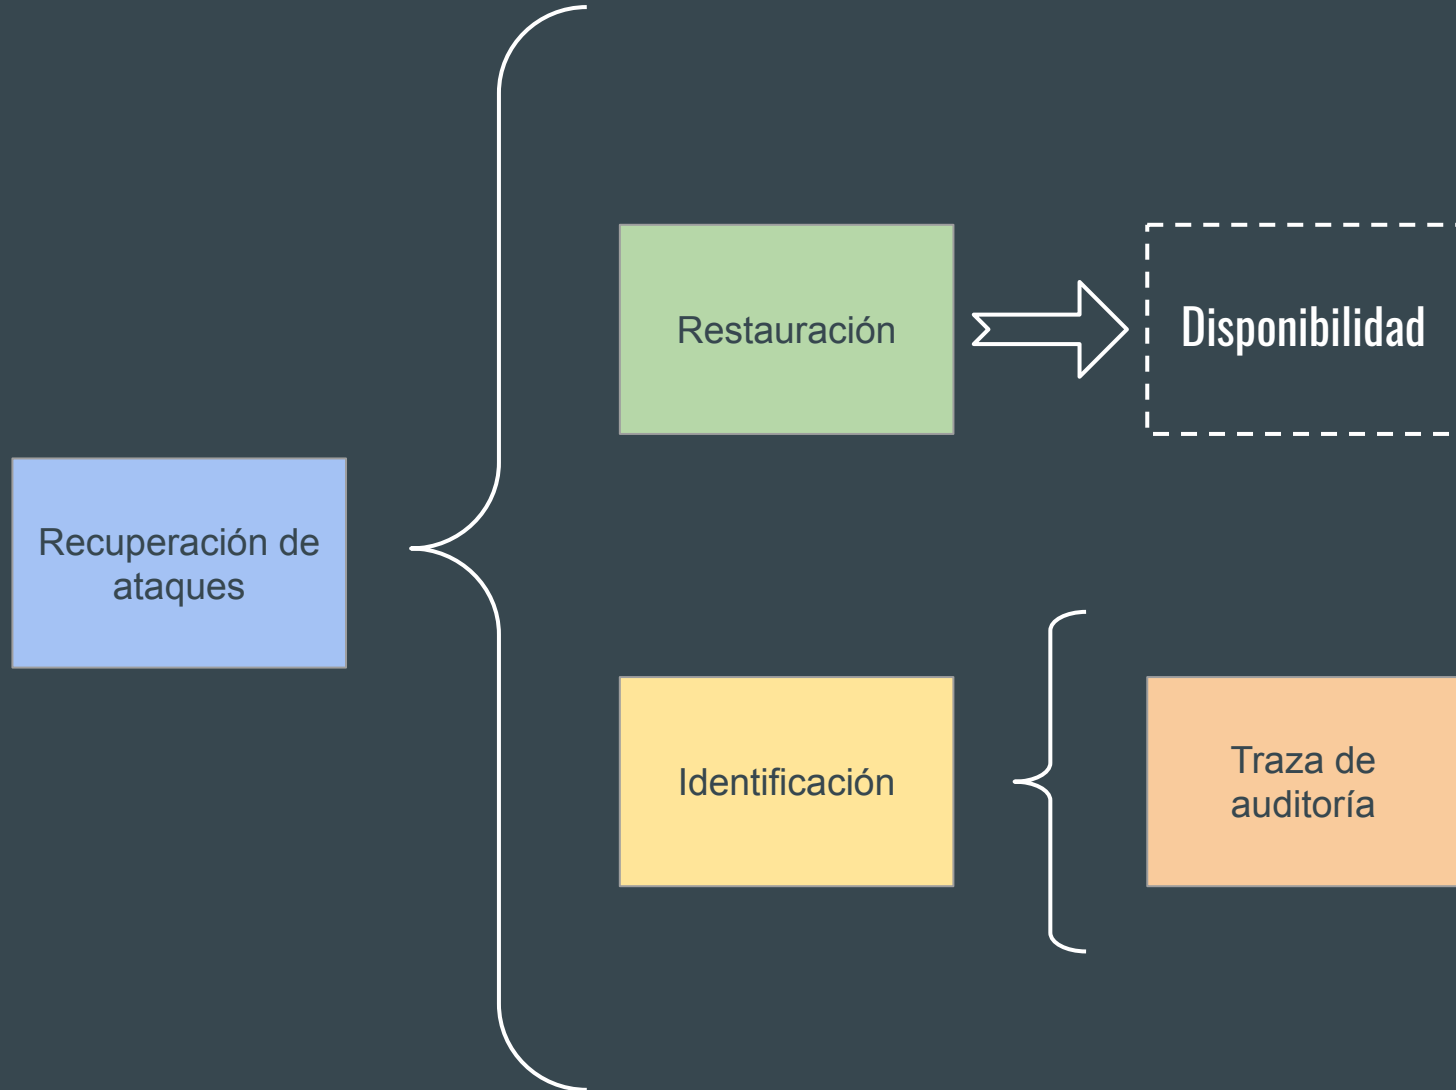 Restauración
Disponibilidad
Recuperación de
ataques
Identificación
Traza de
auditoría